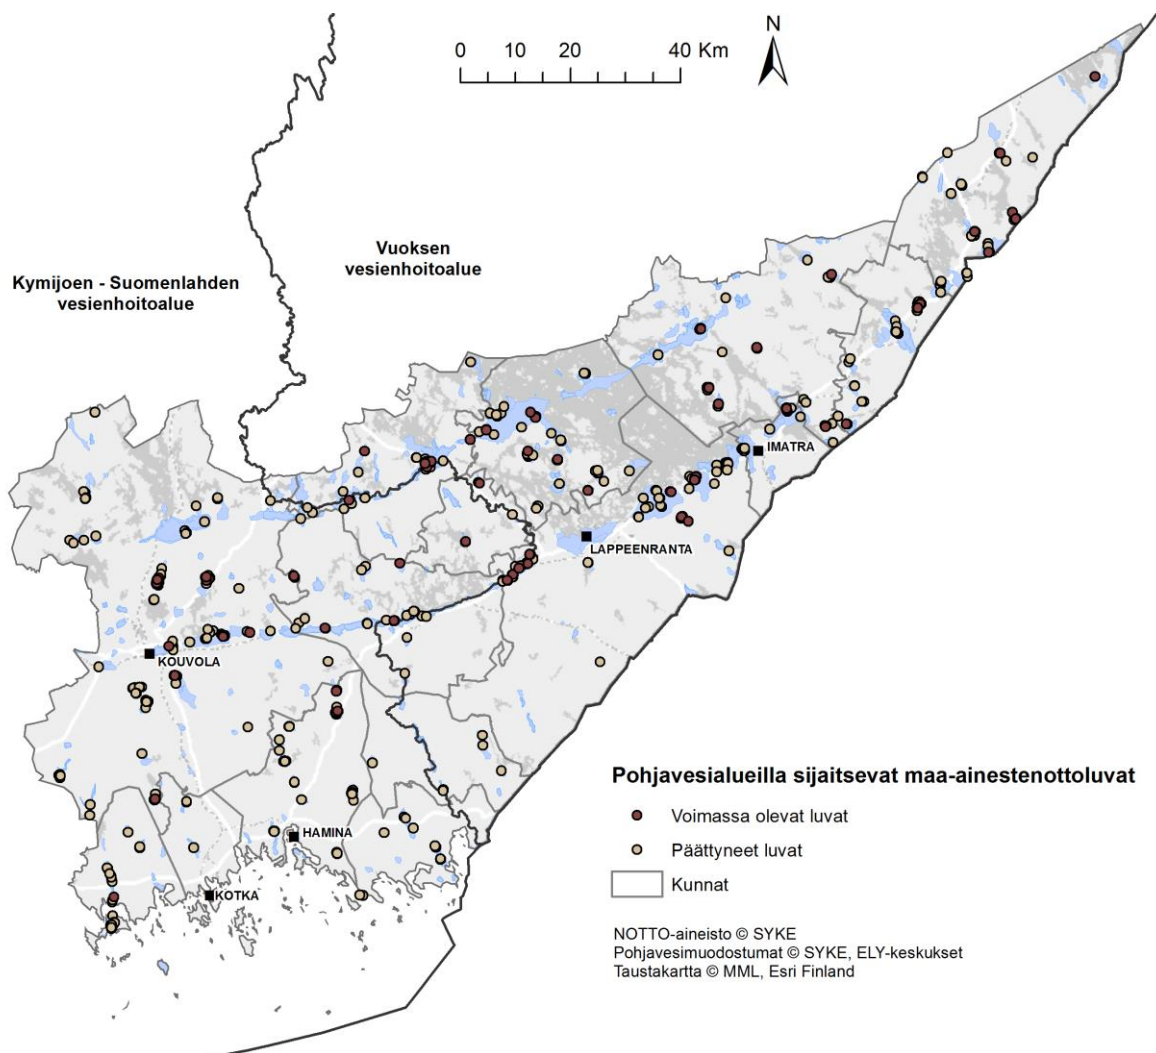 N
0 10 20 40 Km
Vuoksen
vesienhoitoalue
Kymijoen - Suomenlahden
vesienhoitoalue
IMATRA
LAPPEENRANTA
KOUVOLA
HAMINA
KOTKA
Pohjavesialueilla sijaitsevat maa-ainestenottoluvat
Voimassa olevat luvat
Päättyneet luvat
Kunnat
NOTTO-aineisto © SYKE
Pohjavesimuodostumat © SYKE, ELY-keskukset
Taustakartta © MML, Esri Finland